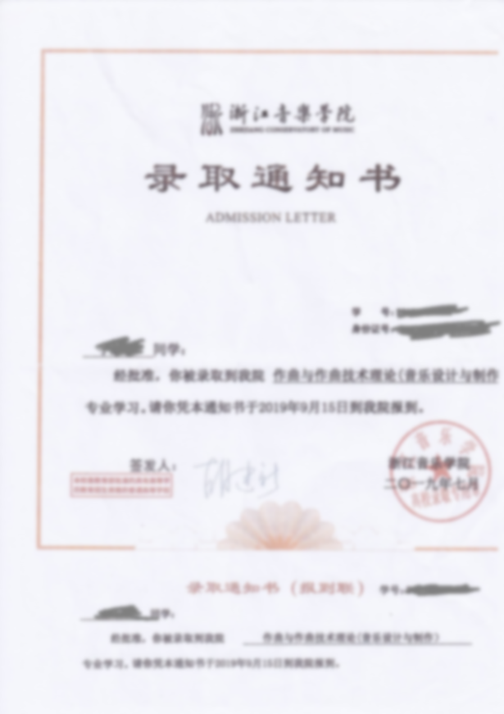 浙江音乐学院
ZHEJIANG CONSERVATORY OF MUSIC
录取通知书
ADMISSION LETTER
学 号：
身份证号：
同学：
经批准，你被录取到我院 作曲与作曲技术理论(音乐设计与制作
专业学习。请你凭本通知书于2019年9月15日到我院报到。
签发人：
浙江音乐学院
二〇一九年七月
录取通知书（报到联） 学号：
同学：
经批准，你被录取到我院 作曲与作曲技术理论(音乐设计与制作)
专业学习。请你凭本通知书于2019年9月15日到我院报到。